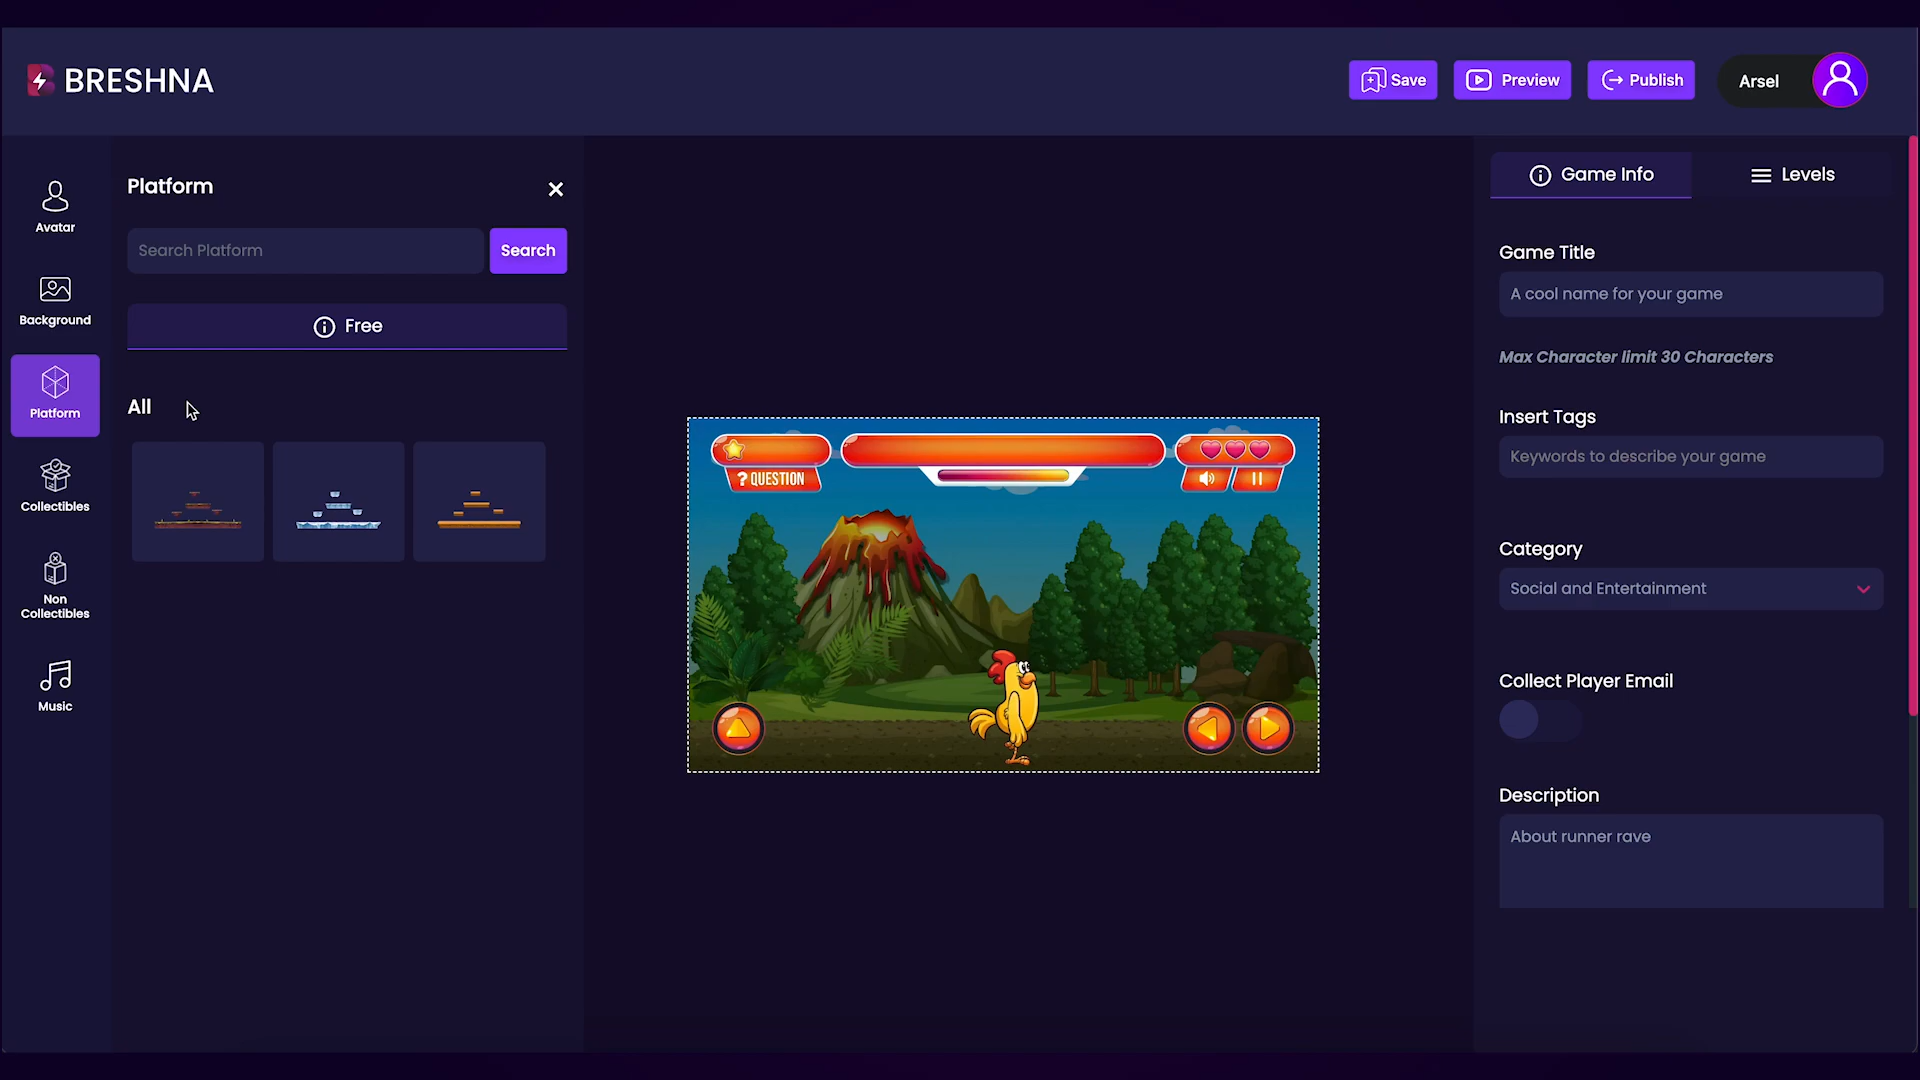 BRESHNA
Save
Preview
Publish
Arsel
Avatar
Background
Platform
Collectibles
Non
Collectibles
Music
Platform
Search Platform
Search
Free
All
? QUESTION
Game Info
Levels
Game Title
A cool name for your game
Max Character limit 30 Characters
Insert Tags
Keywords to describe your game
Category
Social and Entertainment
Collect Player Email
Description
About runner rave